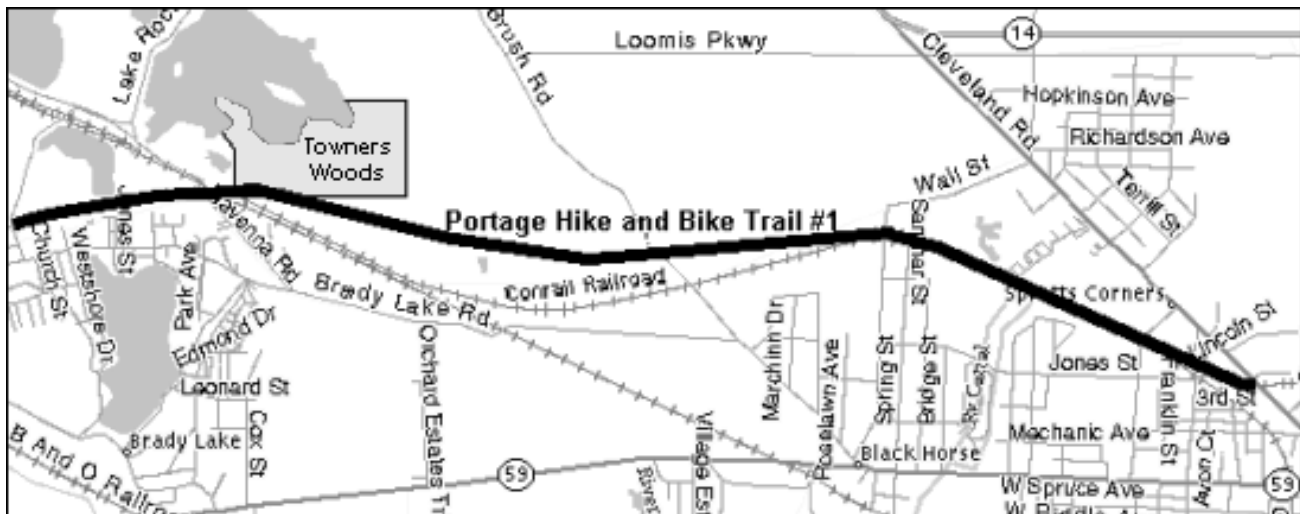 Lake Rock
Brush Rd
Loomis Pkwy
14
Cleveland Rd
Hopkinson Ave
Richardson Ave
Terrill St
Towners
Woods
Wall St
Portage Hike and Bike Trail #1
Jones St
Church St
Westshore Dr
Park Ave
Ravenna Rd
Brady Lake Rd
Conrail Railroad
Edmond Dr
Leonard St
Cox St
Brady Lake
B And O Railro
Orchard Estates Tr
Village Est
River
59
Marchinn Dr
Roselawn Ave
Spring St
Bridge St
Black Horse
Corners
Lincoln St
Jones St
Franklin St
3rd St
Mechanic Ave
Avon Ct
W Spruce Ave
W Riddle Ave
59